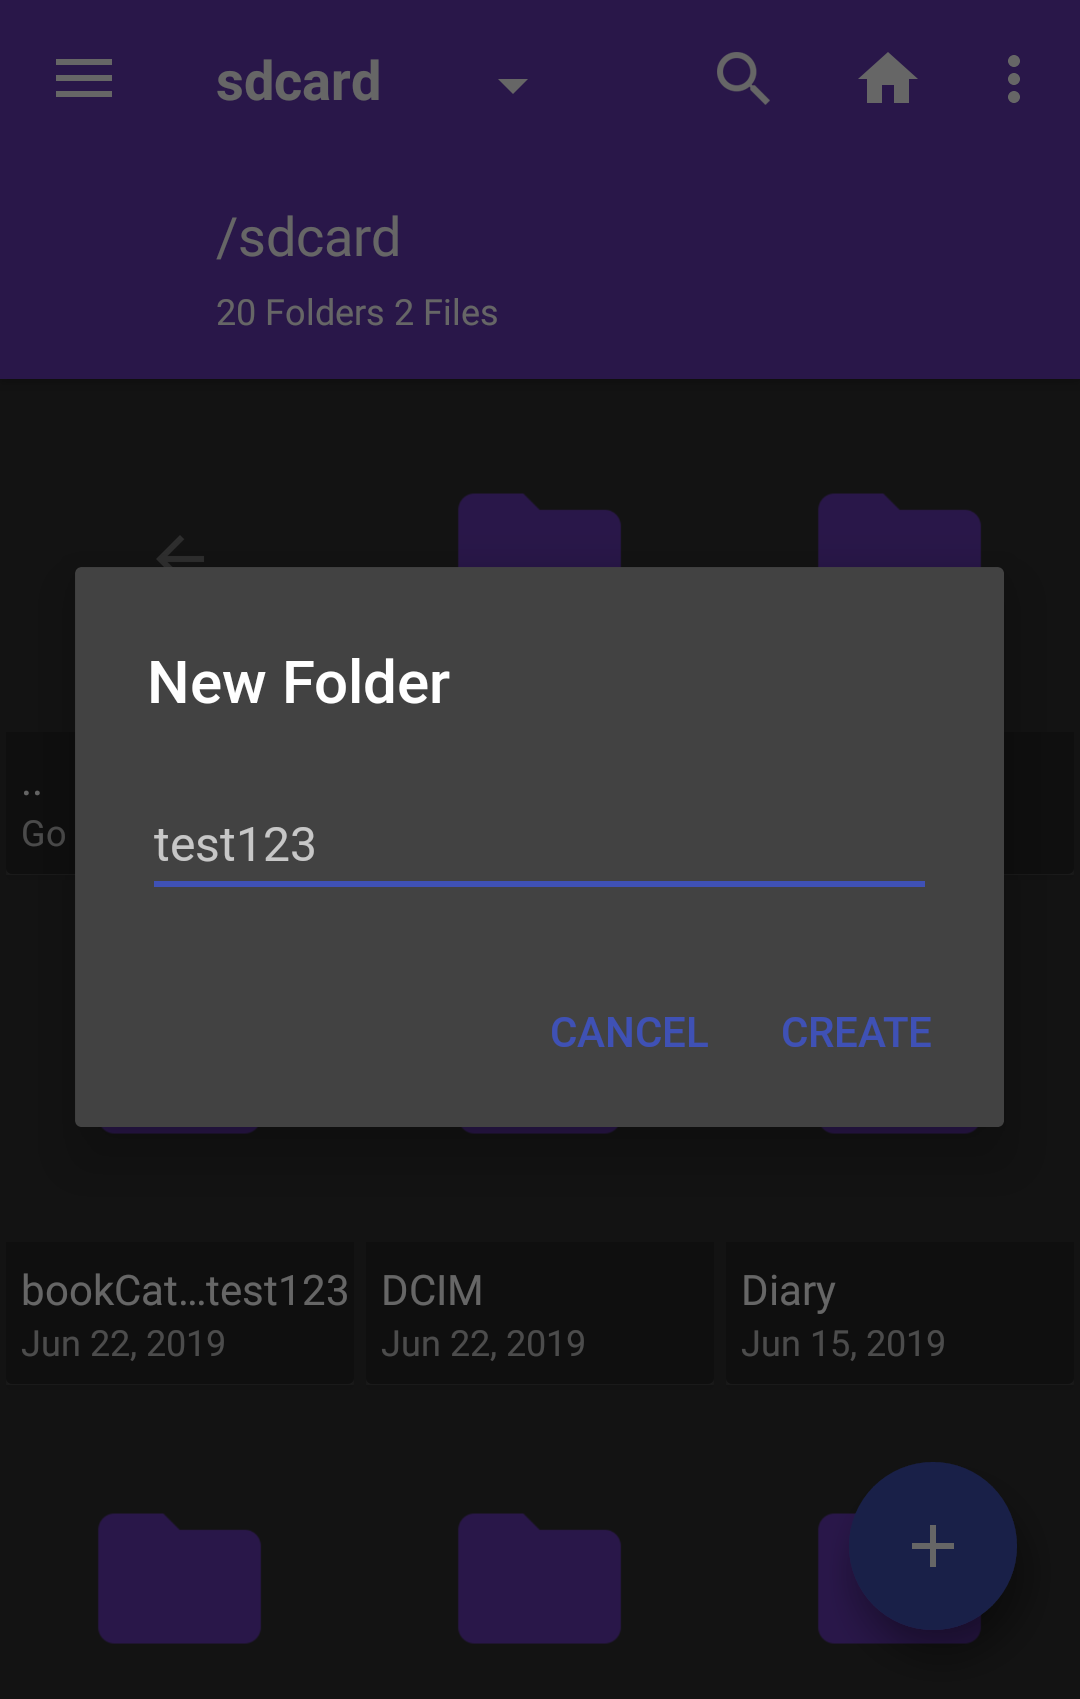 sdcard
/sdcard
20 Folders 2 Files
New Folder
..
Go
test123
CANCEL CREATE
bookCat...test123 DCIM Diary
Jun 22, 2019 Jun 22, 2019 Jun 15, 2019